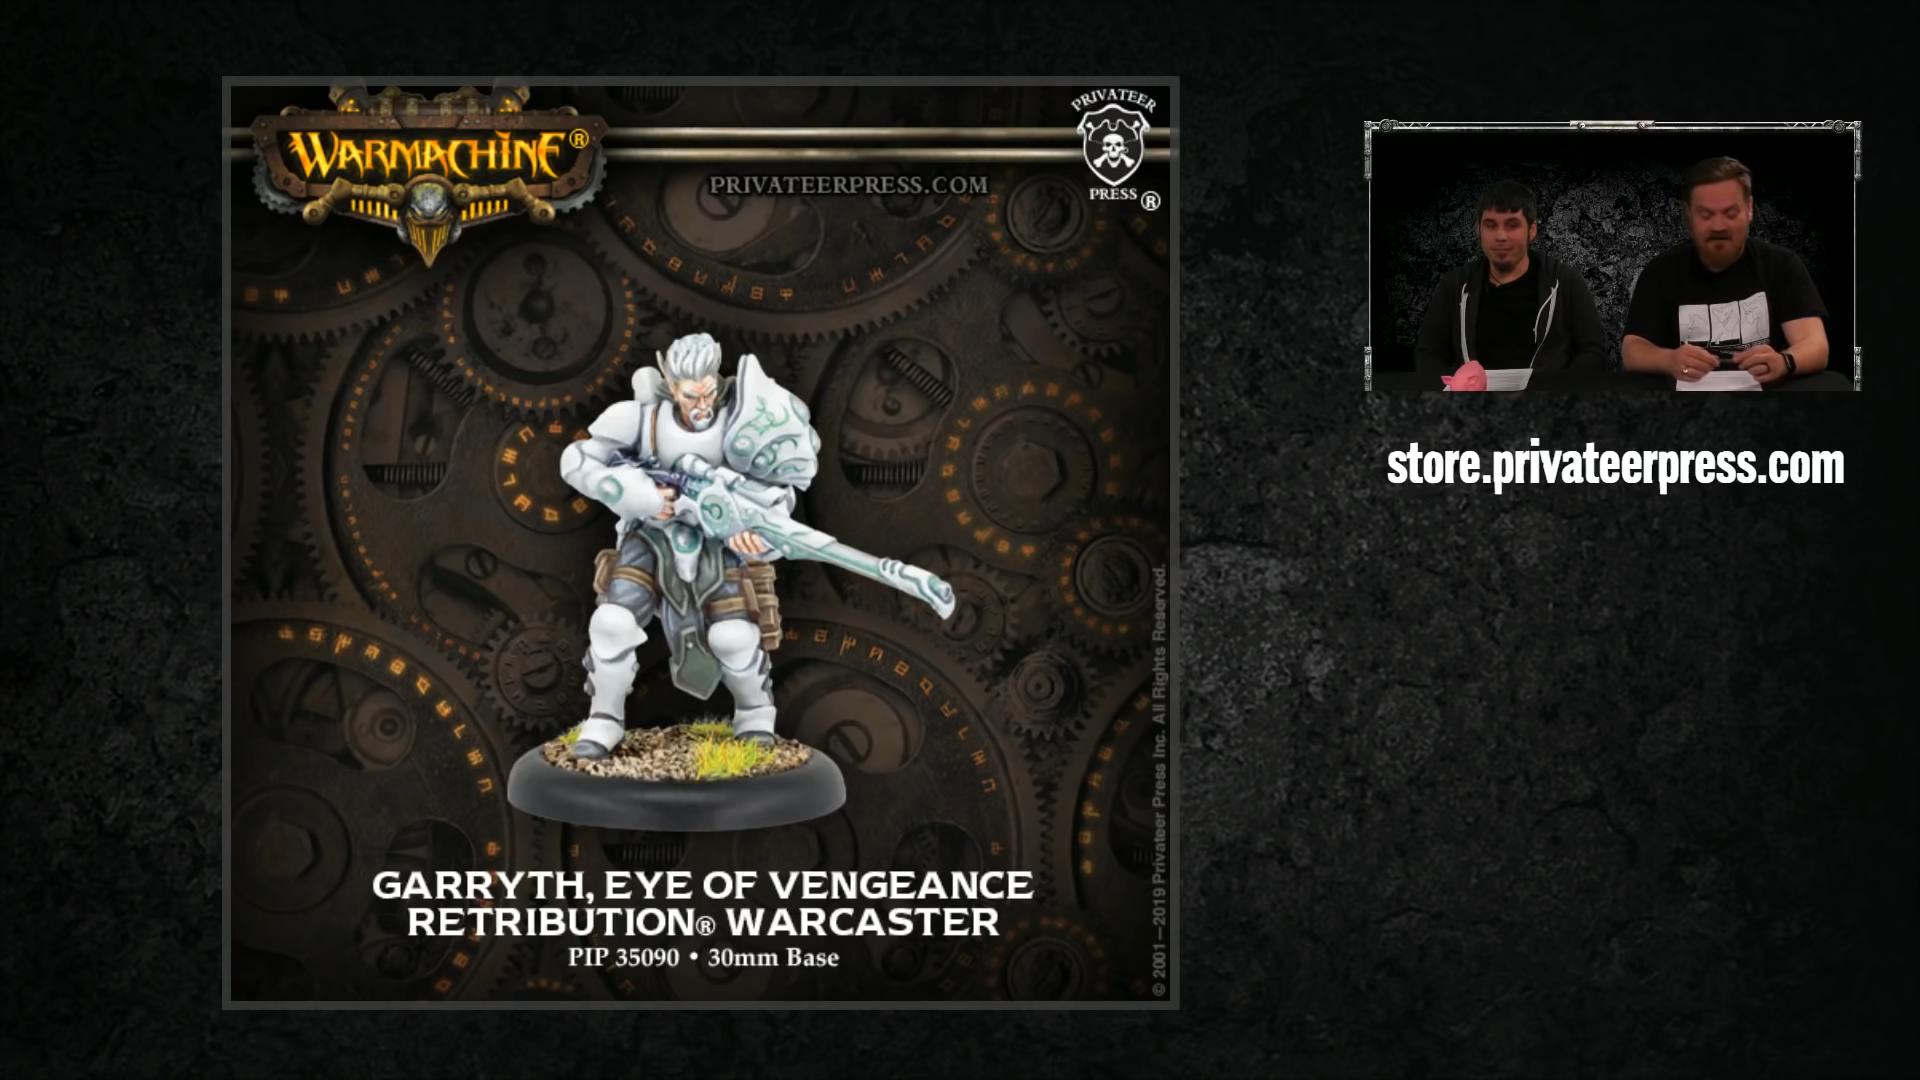 WARMACHINE®
PRIVATEER
PRESS®
PRIVATEERPRESS.COM
store.privateerpress.com
© 2001–2019 Privateer Press Inc. All Rights Reserved.
GARRYTH, EYE OF VENGEANCE
RETRIBUTION® WARCASTER
PIP 35090 • 30mm Base